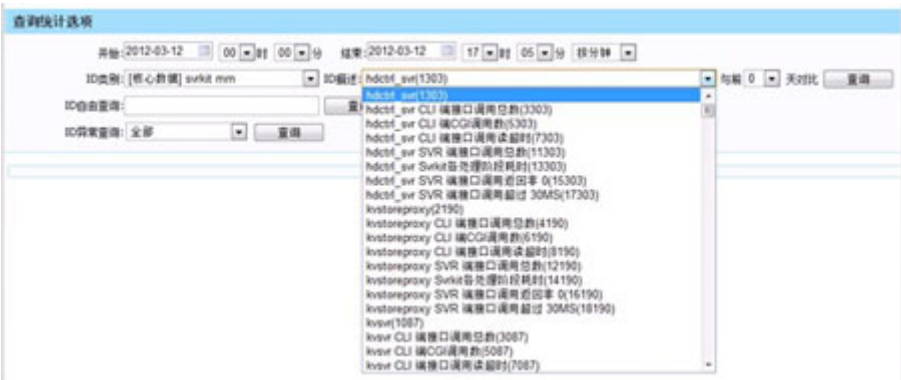 查询统计选项
开始: 2012-03-12 00 时 00 分 结束: 2012-03-12 17 时 05 分 按分钟
ID类别: [核心数据] svrkit mm ID描述: hdctrl_svr(1303) 与前 0 天对比 查询
ID自由查询: 查
ID异常查询: 全部 查询
hdctrl_svr(1303)
hdctrl_svr CLI 端接口调用总数(3303)
hdctrl_svr CLI 端CGI调用数(5303)
hdctrl_svr CLI 端接口调用读超时(7303)
hdctrl_svr SVR 端接口调用总数(11303)
hdctrl_svr Svrkit各处理阶段耗时(13303)
hdctrl_svr SVR 端接口调用返回率 0(15303)
hdctrl_svr SVR 端接口调用超过 30MS(17303)
kvstoreproxy(2190)
kvstoreproxy CLI 端接口调用总数(4190)
kvstoreproxy CLI 端CGI调用数(6190)
kvstoreproxy CLI 端接口调用读超时(8190)
kvstoreproxy SVR 端接口调用总数(12190)
kvstoreproxy Svrkit各处理阶段耗时(14190)
kvstoreproxy SVR 端接口调用返回率 0(16190)
kvstoreproxy SVR 端接口调用超过 30MS(18190)
kvsvr(1087)
kvsvr CLI 端接口调用总数(3087)
kvsvr CLI 端CGI调用数(5087)
kvsvr CLI 端接口调用读超时(7087)